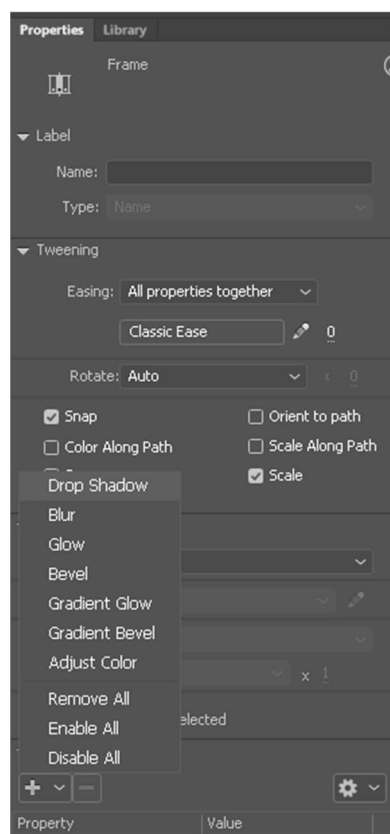 Properties Library
Frame
Label
Name:
Type: Name
Tweening
Easing: All properties together
Classic Ease 0
Rotate: Auto x 0
Snap Orient to path
Color Along Path Scale Along Path
Scale
Drop Shadow
Blur
Glow
Bevel
Gradient Glow
Gradient Bevel
Adjust Color
x 1
Remove All
elected
Enable All
Disable All
Property Value